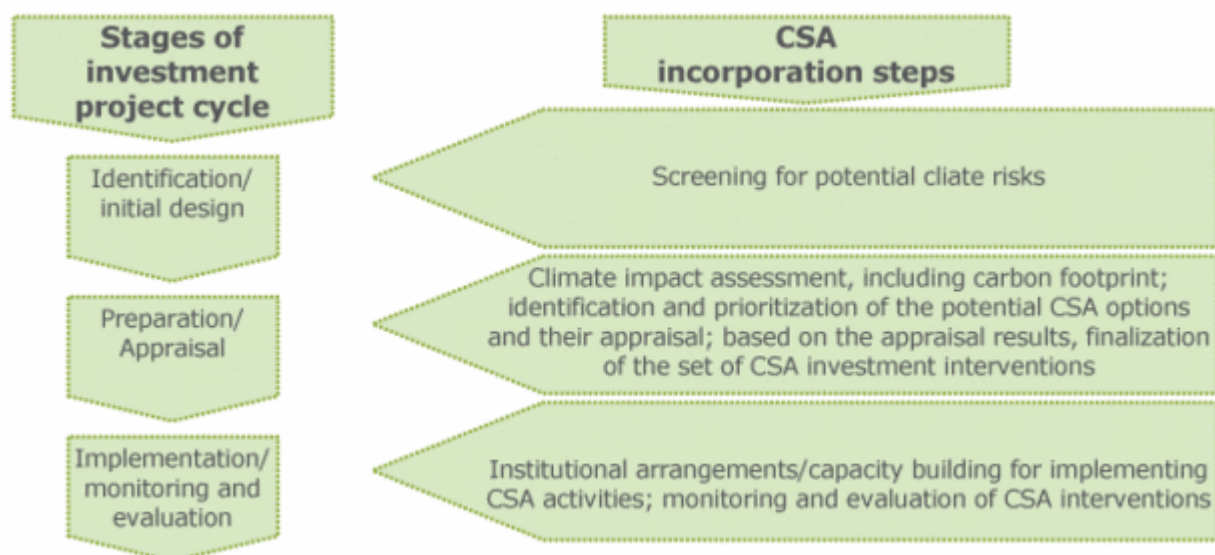 Stages of
investment
project cycle
CSA
incorporation steps
Identification/
initial design
Screening for potential cliate risks
Preparation/
Appraisal
Climate impact assessment, including carbon footprint;
identification and prioritization of the potential CSA options
and their appraisal; based on the appraisal results, finalization
of the set of CSA investment interventions
Implementation/
monitoring and
evaluation
Institutional arrangements/capacity building for implementing
CSA activities; monitoring and evaluation of CSA interventions